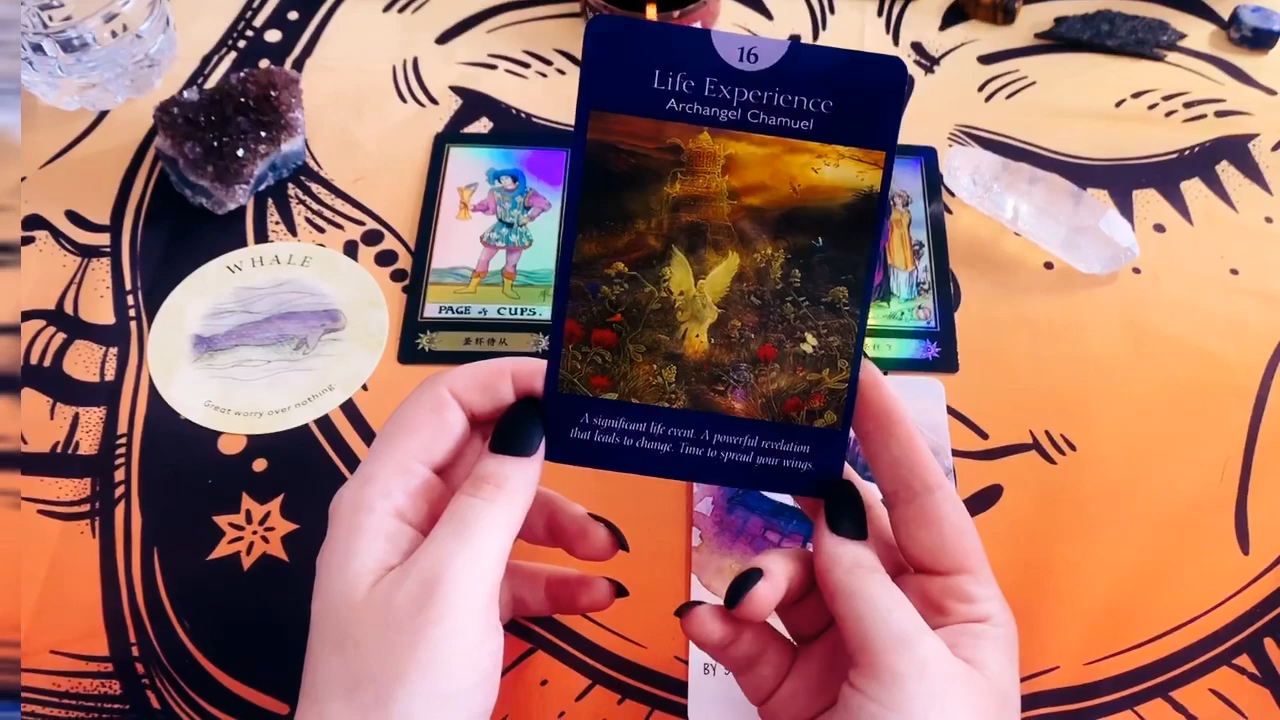 16
Life Experience
Archangel Chamuel
A significant life event. A powerful revelation
that leads to change. Time to spread your wings.
WHALE
Great worry over nothing.
PAGE of CUPS.
圣杯侍从
BY